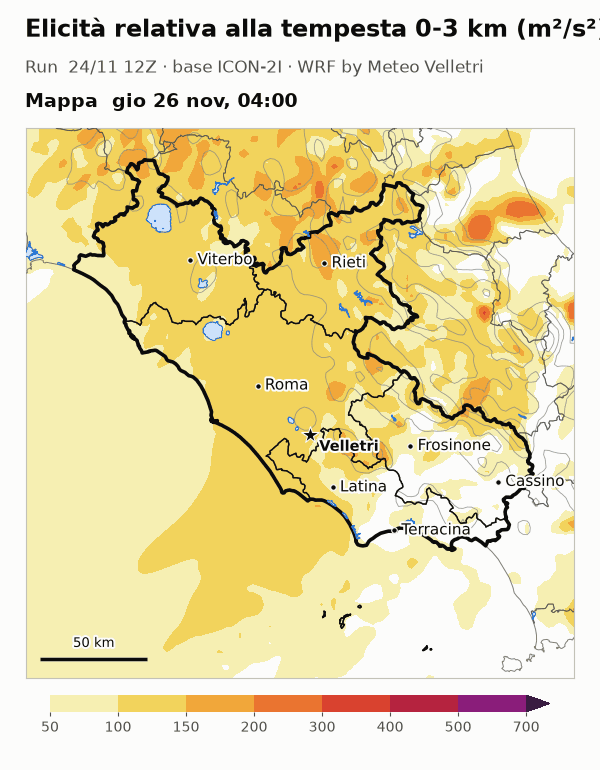 Elicità relativa alla tempesta 0-3 km (m²/s²)
Run 24/11 12Z · base ICON-2I · WRF by Meteo Velletri
Mappa gio 26 nov, 04:00
Viterbo
Rieti
Roma
Velletri
Frosinone
Cassino
Latina
Terracina
50 km
50 100 150 200 300 400 500 700